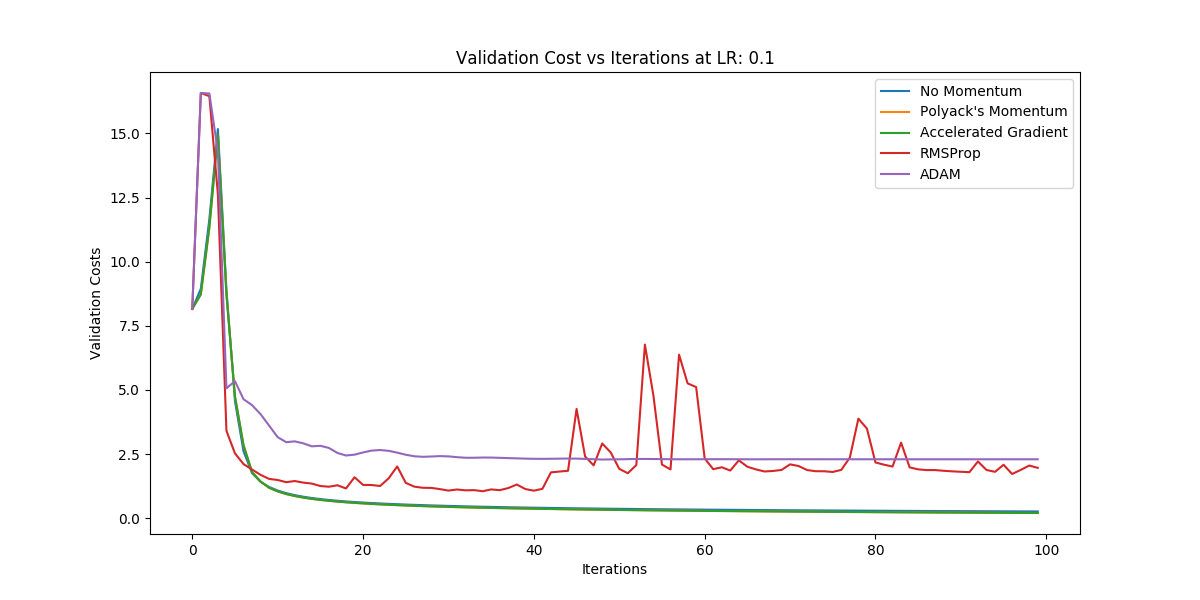 Validation Cost vs Iterations at LR: 0.1
No Momentum
Polyack's Momentum
Accelerated Gradient
RMSProp
ADAM
Validation Costs
15.0
12.5
10.0
7.5
5.0
2.5
0.0
0 20 40 60 80 100
Iterations